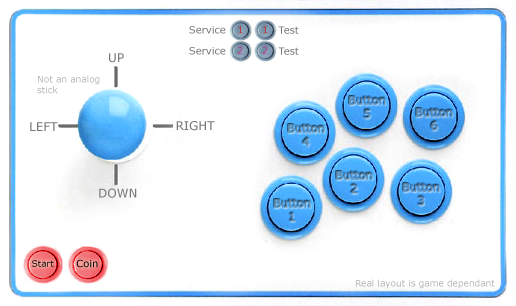 Service 1 1 Test
Service 2 2 Test
UP
Not an analog
stick
LEFT
RIGHT
DOWN
Button
4
Button
5
Button
6
Button
1
Button
2
Button
3
Start
Coin
Real layout is game dependant